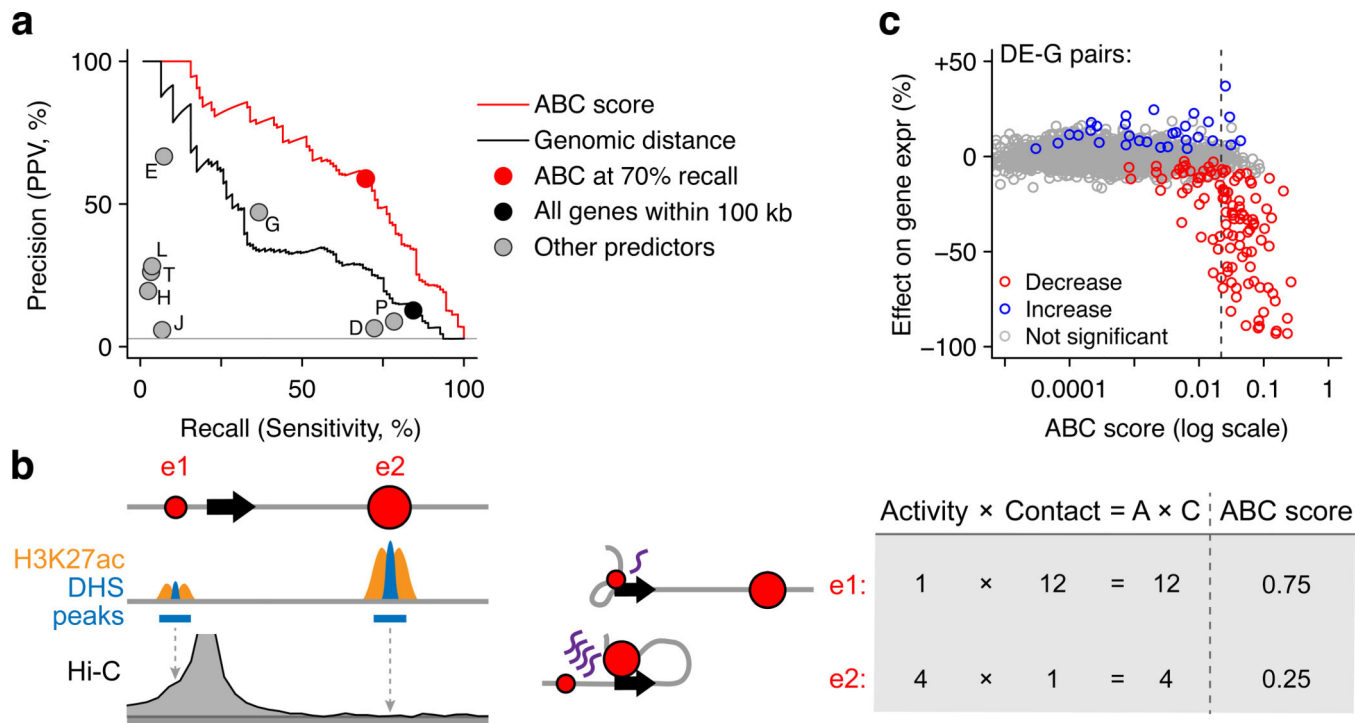 a
100
50
0
Precision (PPV, %)
E
G
L
T
H
J
D
P
0
50
100
Recall (Sensitivity, %)
ABC score
Genomic distance
ABC at 70% recall
All genes within 100 kb
Other predictors
c
DE-G pairs:
+50
0
−50
−100
Effect on gene expr (%)
Decrease
Increase
Not significant
0.0001
0.01
0.1
1
ABC score (log scale)
b
e1
e2
H3K27ac
DHS
peaks
Hi-C
Activity × Contact = A × C ABC score
e1: 1 × 12 = 12 0.75
e2: 4 × 1 = 4 0.25